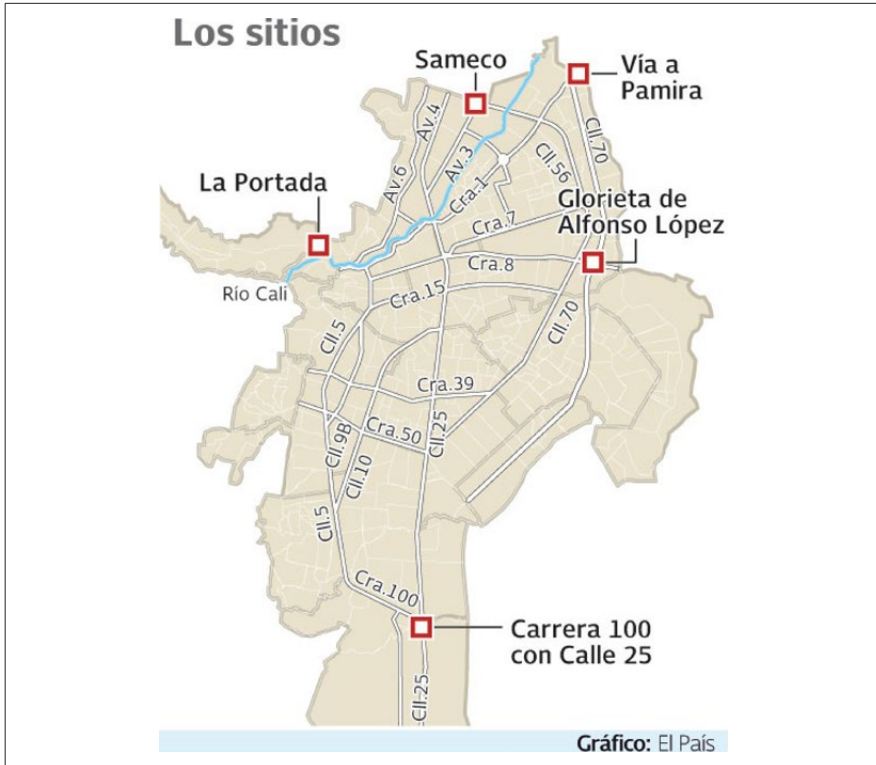 Los sitios
Sameco
Vía a
Pamira
La Portada
Glorieta de
Alfonso López
Río Cali
Av.6
Av.4
Av.3
Cra.1
Cll.56
Cll.70
Cra.7
Cra.8
Cra.15
Cll.5
Cll.70
Cra.39
Cra.50
Cll.25
Cll.9B
Cll.10
Cll.5
Cra.100
Carrera 100
con Calle 25
Cll.25
Gráfico: El País